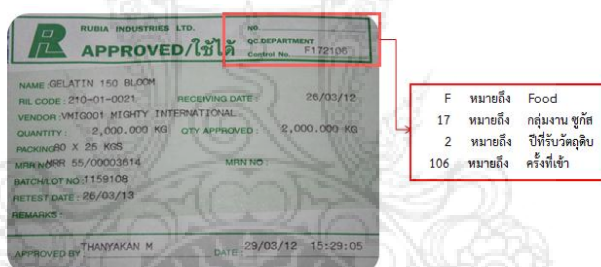 RUBIA INDUSTRIES LTD.
APPROVED/ใช้ได้
NO.
QC.DEPARTMENT
Control No. F172106
NAME :GELATIN 150 BLOOM
RIL CODE : 210-01-0021 RECEIVING DATE : 26/03/12
VENDOR :VMIG001 MIGHTY INTERNATIONAL
QUANTITY : 2,000.000 KG QTY APPROVED : 2,000.000 KG
PACKING80 X 25 KGS
MRR NO:MRR 55/00003614 MRN NO :
BATCH/LOT NO :1159108
RETEST DATE : 26/03/13
REMARKS :
APPROVED BY THANYAKAN M DATE : 29/03/12 15:29:05
F หมายถึง Food
17 หมายถึง กลุ่มงาน ซูกัส
2 หมายถึง ปีที่รับวัตถุดิบ
106 หมายถึง ครั้งที่เข้า